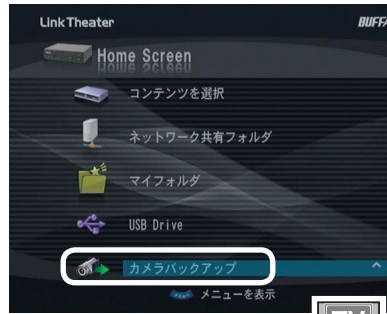 LinkTheater
BUFFA
Home Screen
コンテンツを選択
ネットワーク共有フォルダ
マイフォルダ
USB Drive
カメラバックアップ
メニューを表示